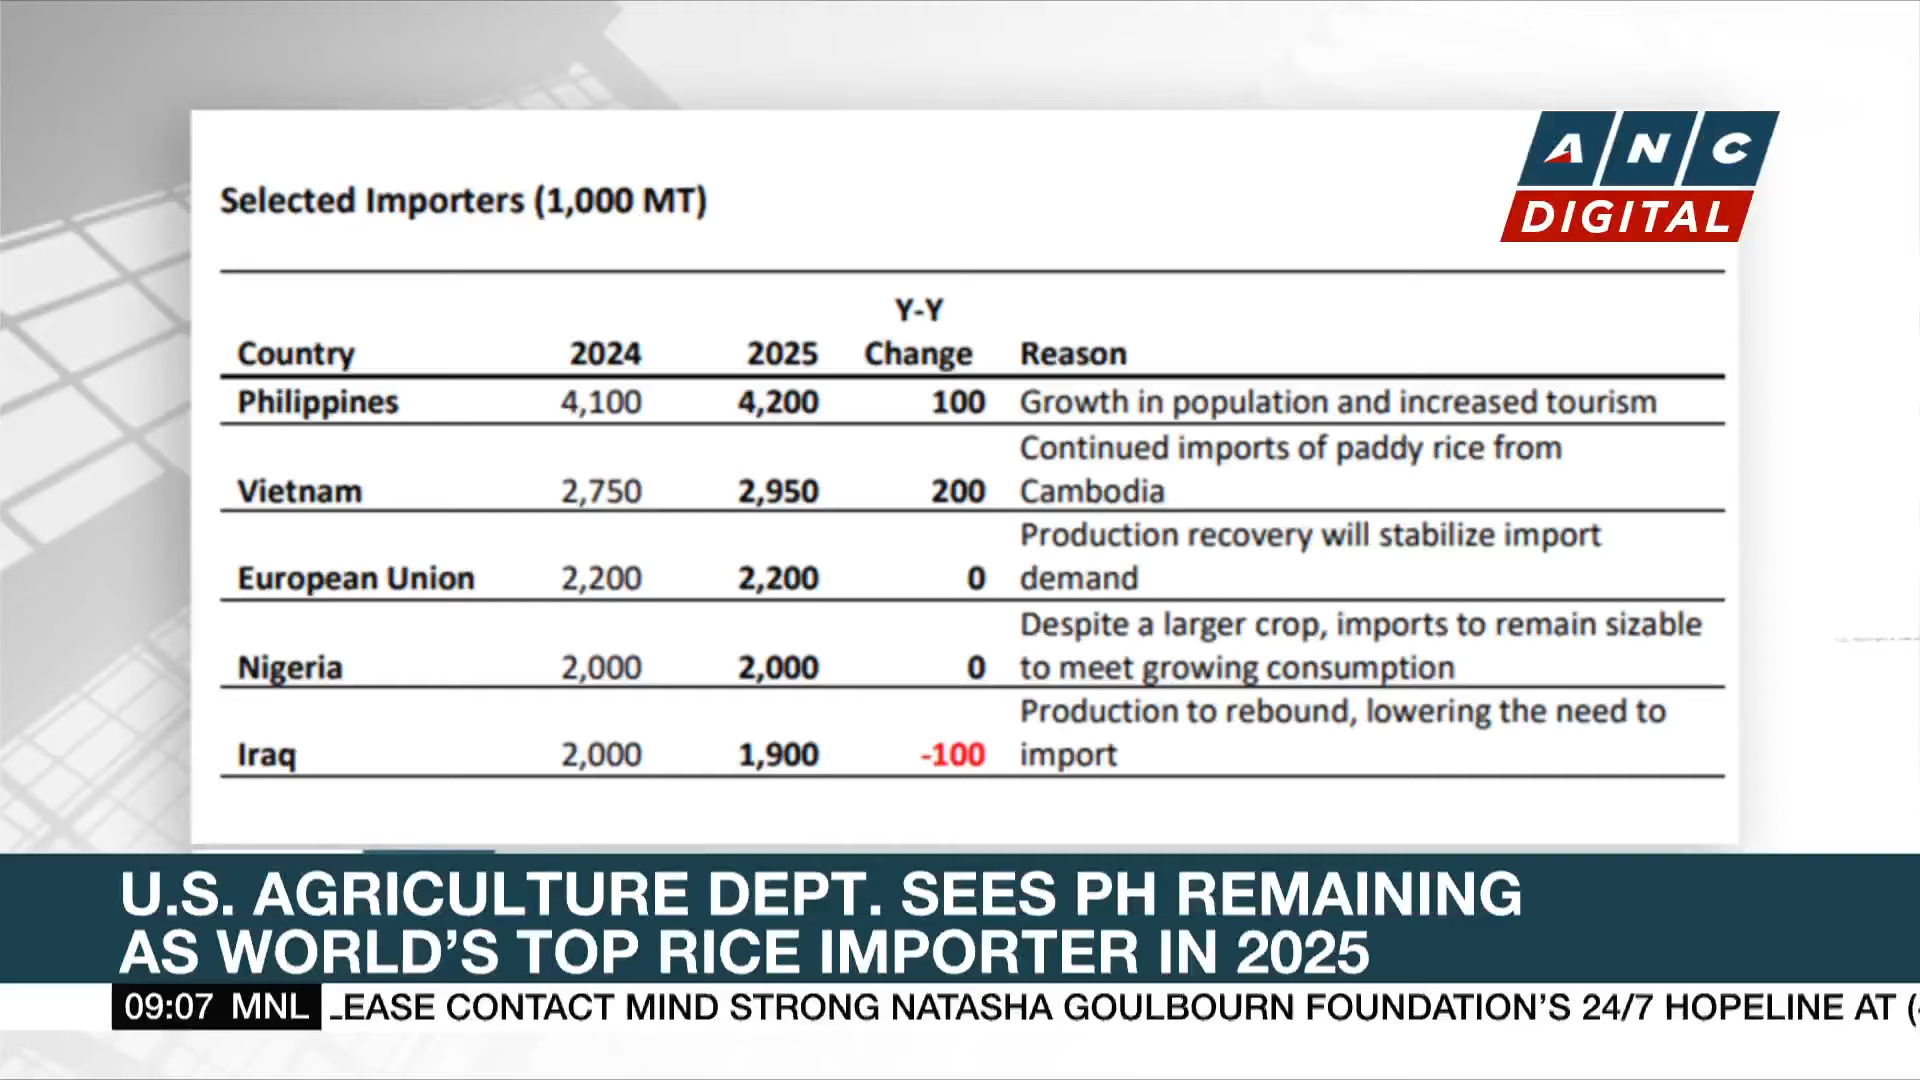 ANC
DIGITAL
Selected Importers (1,000 MT)
Y-Y
Country 2024 2025 Change Reason
Philippines 4,100 4,200 100 Growth in population and increased tourism
Continued imports of paddy rice from
Vietnam 2,750 2,950 200 Cambodia
Production recovery will stabilize import
European Union 2,200 2,200 0 demand
Despite a larger crop, imports to remain sizable
Nigeria 2,000 2,000 0 to meet growing consumption
Production to rebound, lowering the need to
Iraq 2,000 1,900 -100 import
U.S. AGRICULTURE DEPT. SEES PH REMAINING
AS WORLD'S TOP RICE IMPORTER IN 2025
09:07 MNL EASE CONTACT MIND STRONG NATASHA GOULBOURN FOUNDATION'S 24/7 HOPELINE AT (